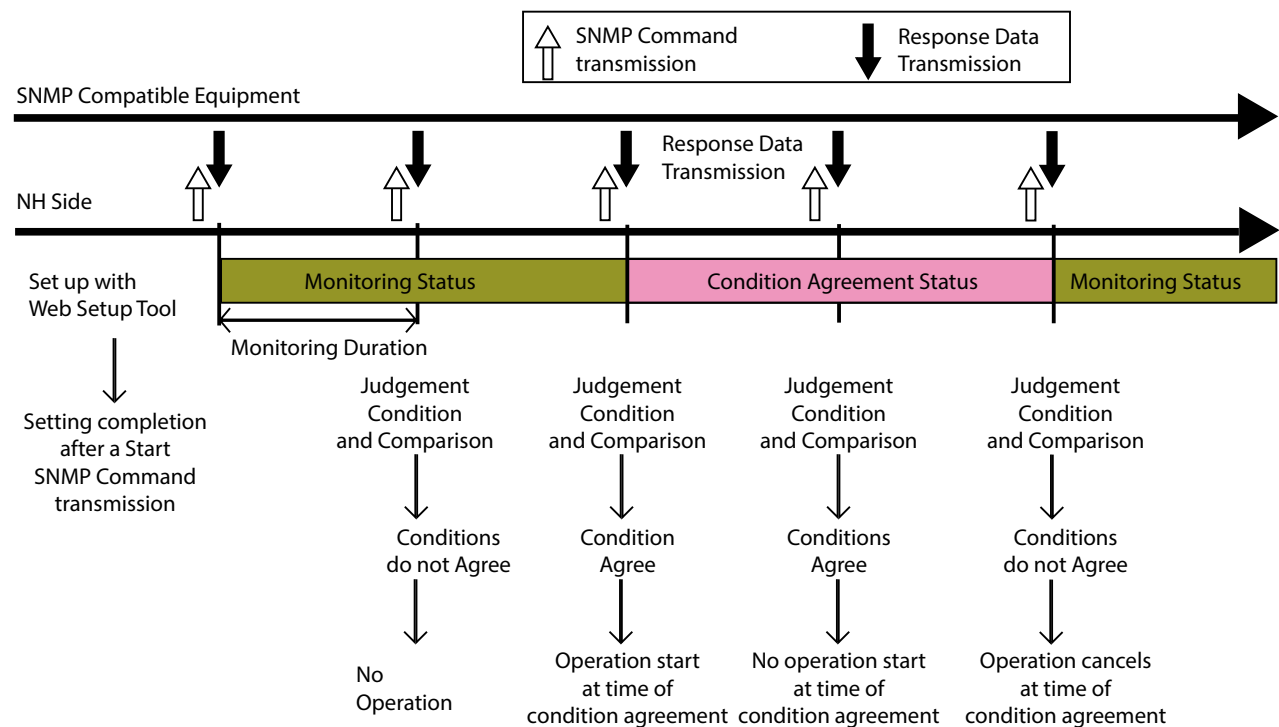 SNMP Command
transmission
Response Data
Transmission
SNMP Compatible Equipment
Response Data
Transmission
NH Side
Set up with
Web Setup Tool
Monitoring Status
Condition Agreement Status
Monitoring Status
Monitoring Duration
Setting completion
after a Start
SNMP Command
transmission
Judgement
Condition
and Comparison
Conditions
do not Agree
No
Operation
Judgement
Condition
and Comparison
Condition
Agree
Operation start
at time of
condition agreement
Judgement
Condition
and Comparison
Conditions
Agree
No operation start
at time of
condition agreement
Judgement
Condition
and Comparison
Conditions
do not Agree
Operation cancels
at time of
condition agreement